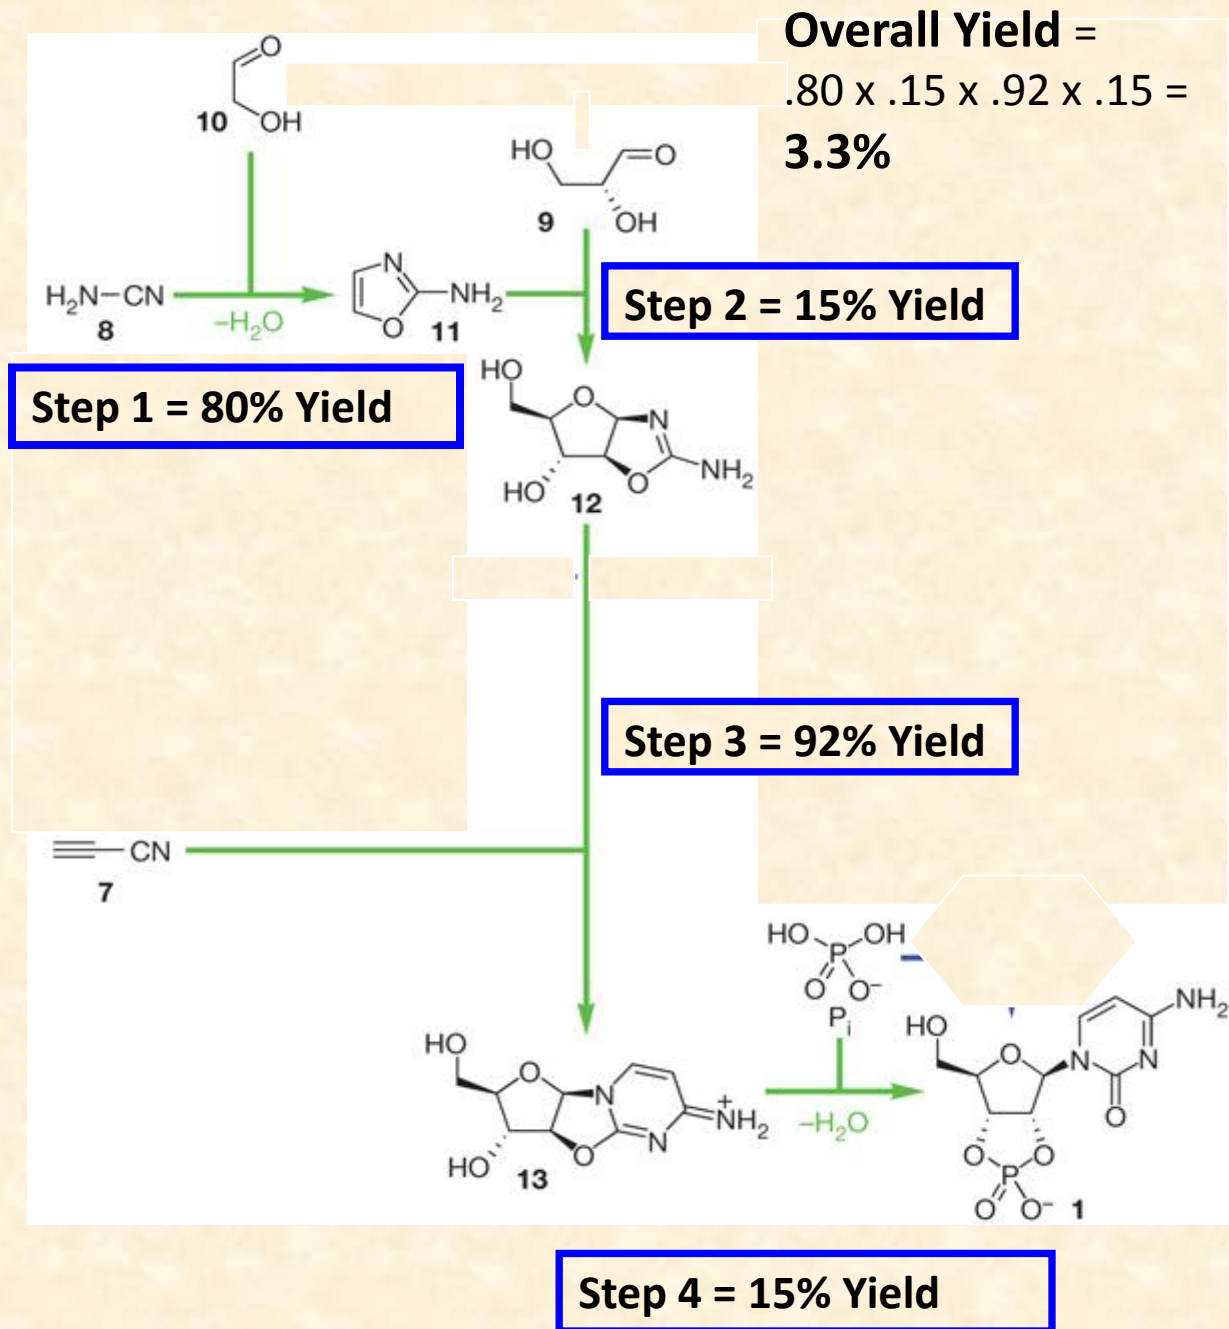 Overall Yield =
.80 x .15 x .92 x .15 =
3.3%
O
10
OH
HO
O
9
OH
H₂N–CN
8
–H₂O
N
O
NH₂
11
Step 2 = 15% Yield
Step 1 = 80% Yield
HO
O
N
O
NH₂
HO
12
Step 3 = 92% Yield
CN
7
HO
OH
P
O
O⁻
Pᵢ
–H₂O
HO
O
N
N
O
+
NH₂
HO
13
HO
O
N
N
NH₂
O
O
O
P
O
O⁻
1
Step 4 = 15% Yield